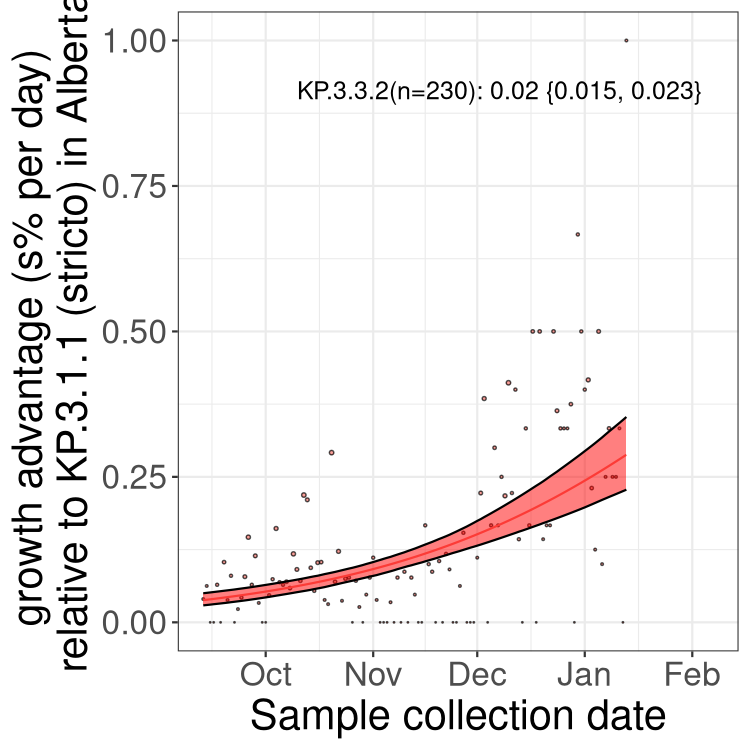 growth advantage (s% per day)
relative to KP.3.1.1 (stricto) in Alberta
1.00
0.75
0.50
0.25
0.00
KP.3.3.2(n=230): 0.02 {0.015, 0.023}
Oct Nov Dec Jan Feb
Sample collection date